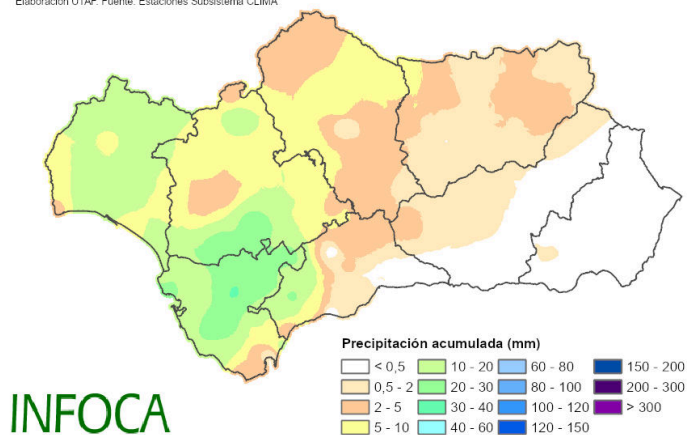 Elaboración UTAF. Fuente: Estaciones Subsistema CLIMA
Precipitación acumulada (mm)
< 0,5 10 - 20 60 - 80 150 - 200
0,5 - 2 20 - 30 80 - 100 200 - 300
2 - 5 30 - 40 100 - 120 > 300
5 - 10 40 - 60 120 - 150
INFOCA